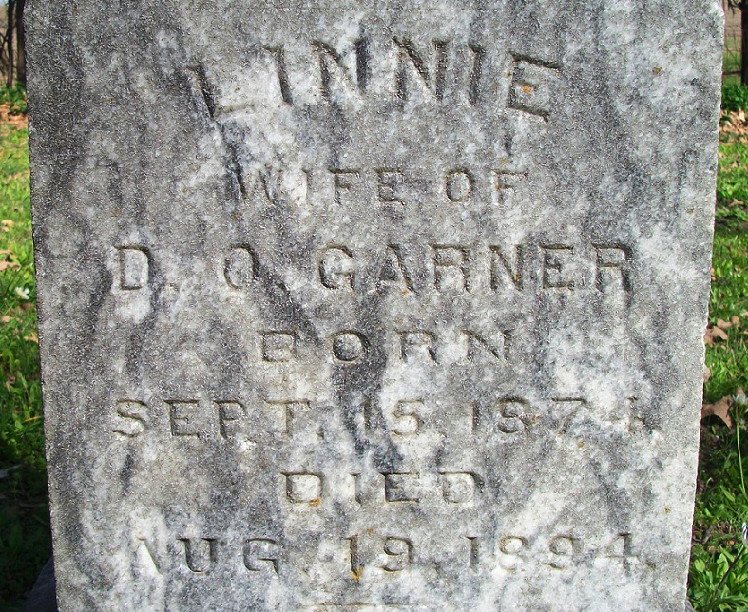 LINNIE
WIFE OF
D. O. GARNER
BORN
SEPT. 15, 1874.
DIED
AUG. 19, 1894.